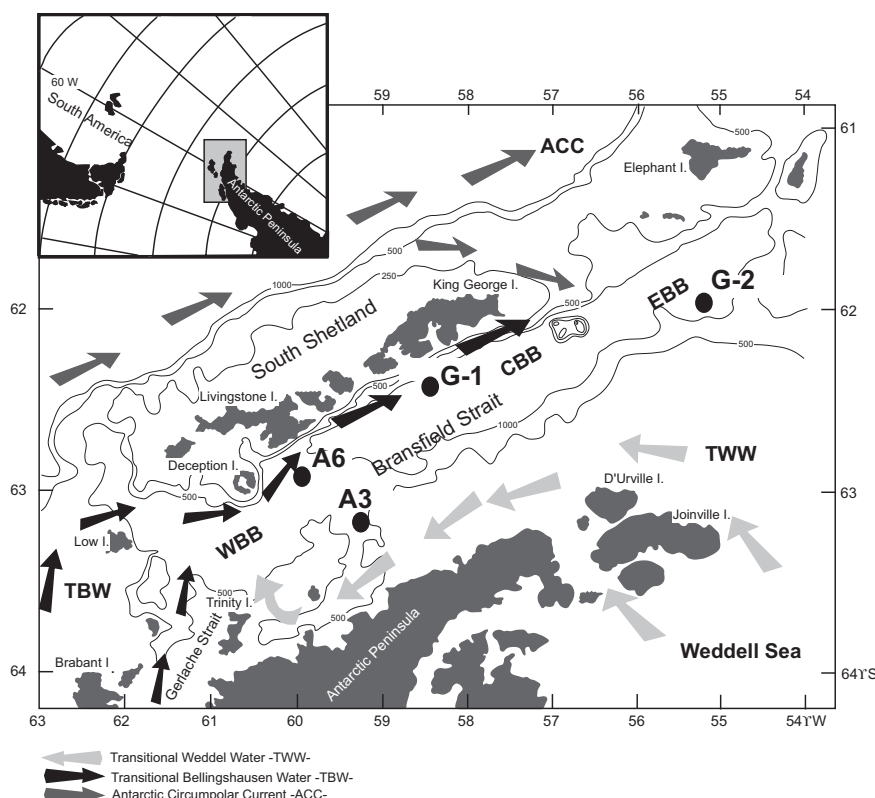 60 W
South America
Antarctic Peninsula
59
58
57
56
55
54
61
62
63
64
ACC
500
Elephant I.
1000
500
250
King George I.
500
EBB
G-2
62
South Shetland
CBB
500
G-1
500
Livingstone I.
Bransfield Strait
1000
Deception I.
A6
TWW
500
A3
D'Urville I.
63
Joinville I.
Low I.
WBB
TBW
500
Trinity I.
500
Gerlache Strait
Antarctic Peninsula
Weddell Sea
Brabant I.
64ϒS
63
62
61
60
59
58
57
56
55
54ϒW
Transitional Weddel Water -TWW-
Transitional Bellingshausen Water -TBW-
Antarctic Circumpolar Current -ACC-